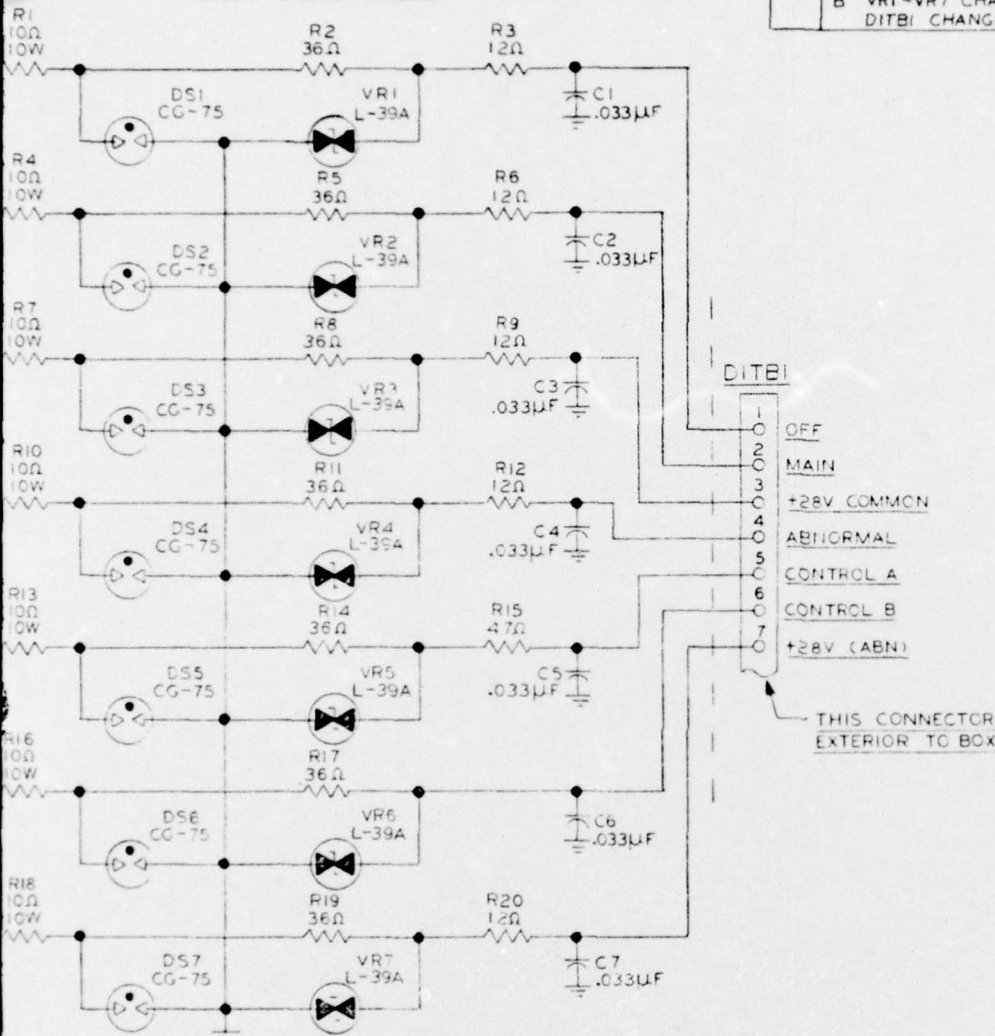 B VR1-VR7 CHA
DITB1 CHANG
R1
10Ω
10W
R2
36Ω
R3
12Ω
DS1
CG-75
VR1
L-39A
C1
.033µF
R4
10Ω
10W
R5
36Ω
R6
12Ω
DS2
CG-75
VR2
L-39A
C2
.033µF
R7
10Ω
10W
R8
36Ω
R9
12Ω
DS3
CG-75
VR3
L-39A
C3
.033µF
R10
10Ω
10W
R11
36Ω
R12
12Ω
DS4
CG-75
VR4
L-39A
C4
.033µF
R13
10Ω
10W
R14
36Ω
R15
47Ω
DS5
CG-75
VR5
L-39A
C5
.033µF
R16
10Ω
10W
R17
36Ω
DS6
CG-75
VR6
L-39A
C6
.033µF
R18
10Ω
10W
R19
36Ω
R20
12Ω
DS7
CG-75
VR7
L-39A
C7
.033µF
DITB1
1 OFF
2 MAIN
3 +28V COMMON
4 ABNORMAL
5 CONTROL A
6 CONTROL B
7 +28V (ABN)
THIS CONNECTOR
EXTERIOR TO BOX